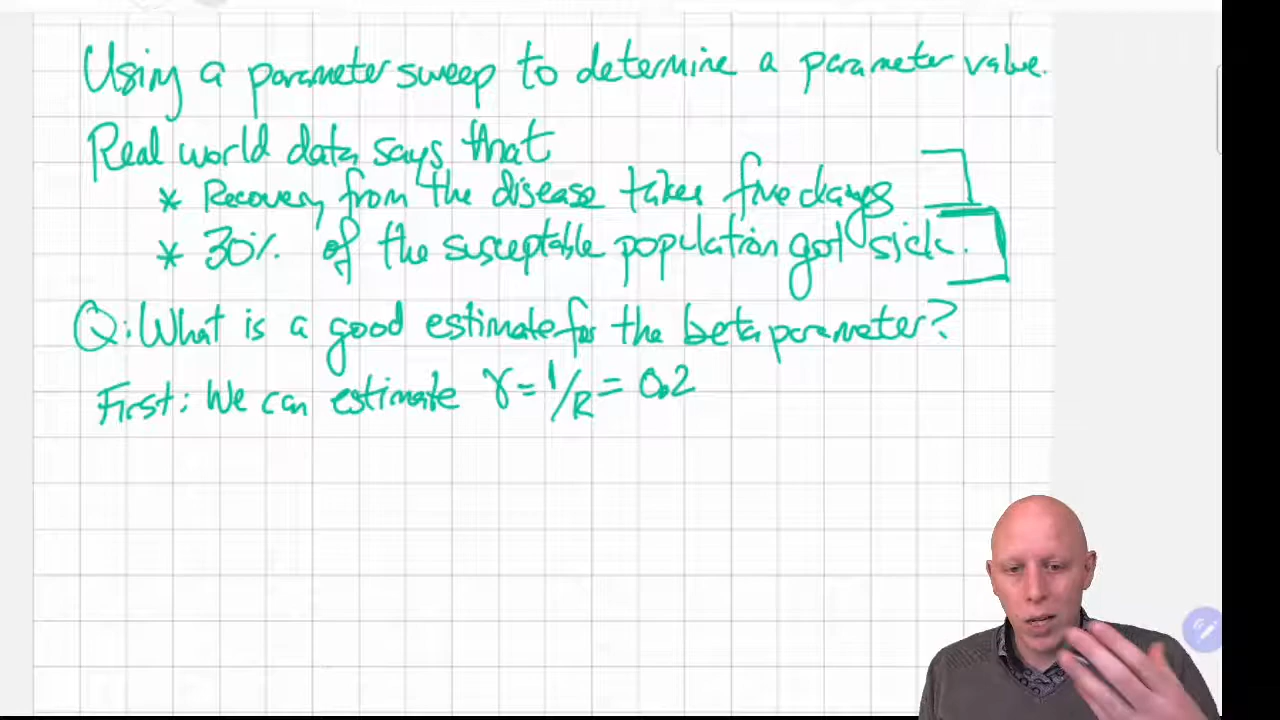 Using a parameter sweep to determine a parameter value.
Real world data says that
* Recovery from the disease takes five days
* 30% of the susceptable population got sick.
Q: What is a good estimate for the beta parameter?
First: We can estimate γ = 1/R = 0.2